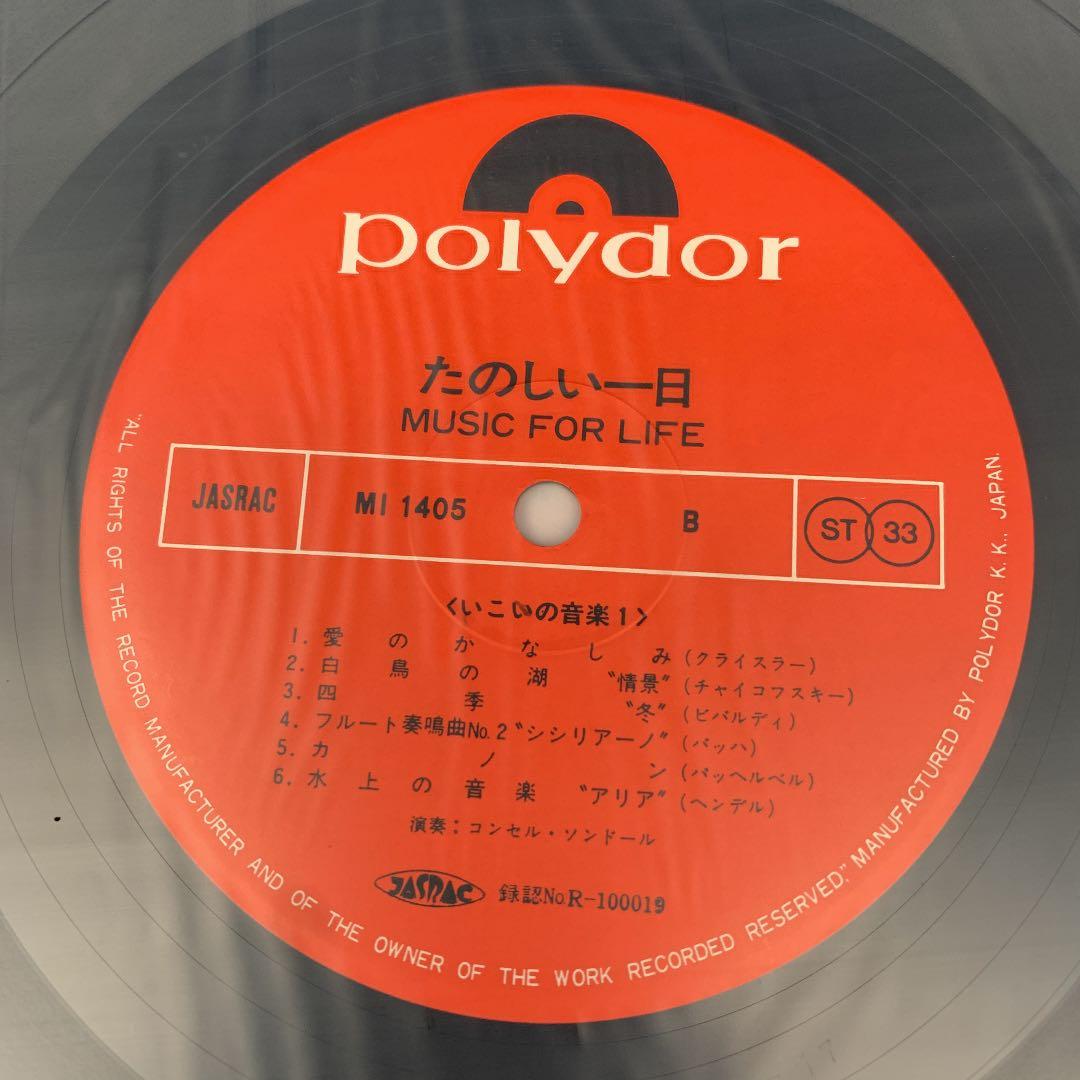 polydor
たのしい一日
MUSIC FOR LIFE
JASRAC MI 1405 B ST 33
〈いこいの音楽1〉
1. 愛のかなしみ(クライスラー)
2. 白鳥の湖 “情景”(チャイコフスキー)
3. 四季 “冬”(ビバルディ)
4. フルート奏鳴曲No.2 “シシリアーノ”(バッハ)
5. カノン(パッヘルベル)
6. 水上の音楽 “アリア”(ヘンデル)
演奏:コンセル・ソンドール
JASRAC 録認No.R-100019
“ALL RIGHTS OF THE RECORD MANUFACTURER AND OF THE OWNER OF THE WORK RECORDED RESERVED,” MANUFACTURED BY POLYDOR K. K., JAPAN.